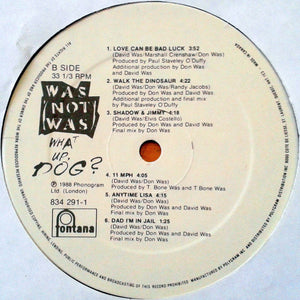 B SIDE
33 1/3 RPM
WAS
NOT
WAS
WHAT
UP,
DOG?
℗ 1988 Phonogram
Ltd. (London)
834 291-1
fontana
1. LOVE CAN BE BAD LUCK 3:52
(David Was/Marshall Crenshaw/Don Was)
Produced by Paul Staveley O'Duffy
Additional production by Don Was
and David Was
2. WALK THE DINOSAUR 4:22
(David Was/Don Was/Randy Jacobs)
Produced by Don Was and David Was
Additional production and final mix
by Paul Staveley O'Duffy
3. SHADOW & JIMMY 4:18
(David Was/Elvis Costello)
Produced by Don Was and David Was
Final mix by Don Was
4. 11 MPH 4:05
(David Was/Don Was)
Produced by T. Bone Was and T Bone Was
5. ANYTIME LISA 4:15
(David Was/Don Was)
Produced by Don Was and David Was
Final mix by Don Was
6. DAD I'M IN JAIL 1:25
(David Was/Don Was)
Produced by Don Was and David Was
Final mix by Don Was